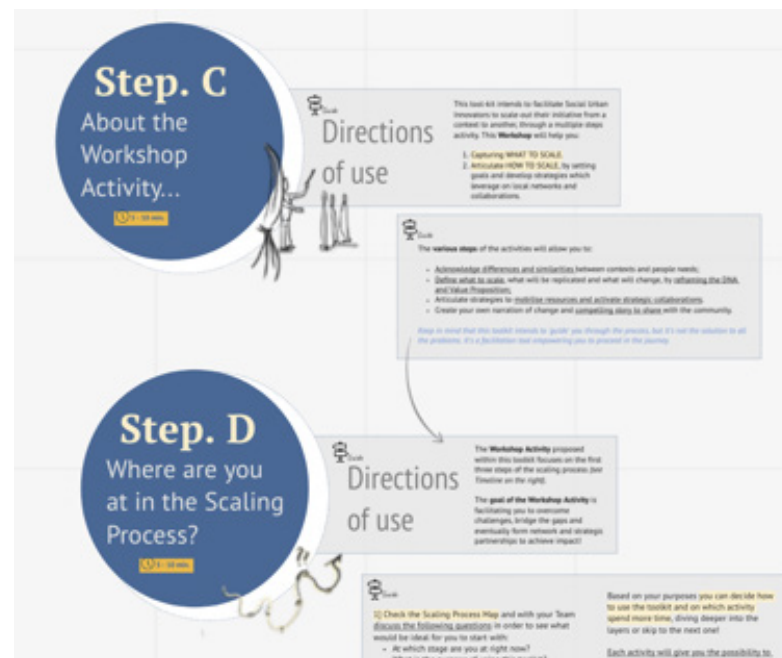 Step. C
About the
Workshop
Activity...
5 - 10 min.
Guide
Directions
of use
This tool-kit intends to facilitate Social Urban
Innovators to scale out their initiative from a
context to another, through a multiple steps
activity. This Workshop will help you:
1. Capturing WHAT TO SCALE.
2. Articulate HOW TO SCALE, by setting
goals and develop strategies which
leverage on local networks and
collaborations.
Guide
The various steps of the activities will allow you to:
• Acknowledge differences and similarities between contexts and people needs;
• Define what to scale, what will be replicated and what will change, by reframing the DNA
and Value Proposition;
• Articulate strategies to mobilise resources and activate strategic collaborations.
• Create your own narration of change and compelling story to share with the community.
Keep in mind that this toolkit intends to 'guide' you through the process, but it's not the solution to all
the problems. It's a facilitation tool empowering you to proceed in the journey
Step. D
Where are you
at in the Scaling
Process?
5 - 10 min.
Guide
Directions
of use
The Workshop Activity proposed
within this toolkit focuses on the first
three steps of the scaling process (see
Timeline on the right).
The goal of the Workshop Activity is
facilitating you to overcome
challenges, bridge the gaps and
eventually form network and strategic
partnerships to achieve impact!
Guide
1) Check the Scaling Process Map and with your Team
discuss the following questions in order to see what
would be ideal for you to start with:
• At which stage are you at right now?
Based on your purposes you can decide how
to use the toolkit and on which activity
spend more time, diving deeper into the
layers or skip to the next one!
Each activity will give you the possibility to